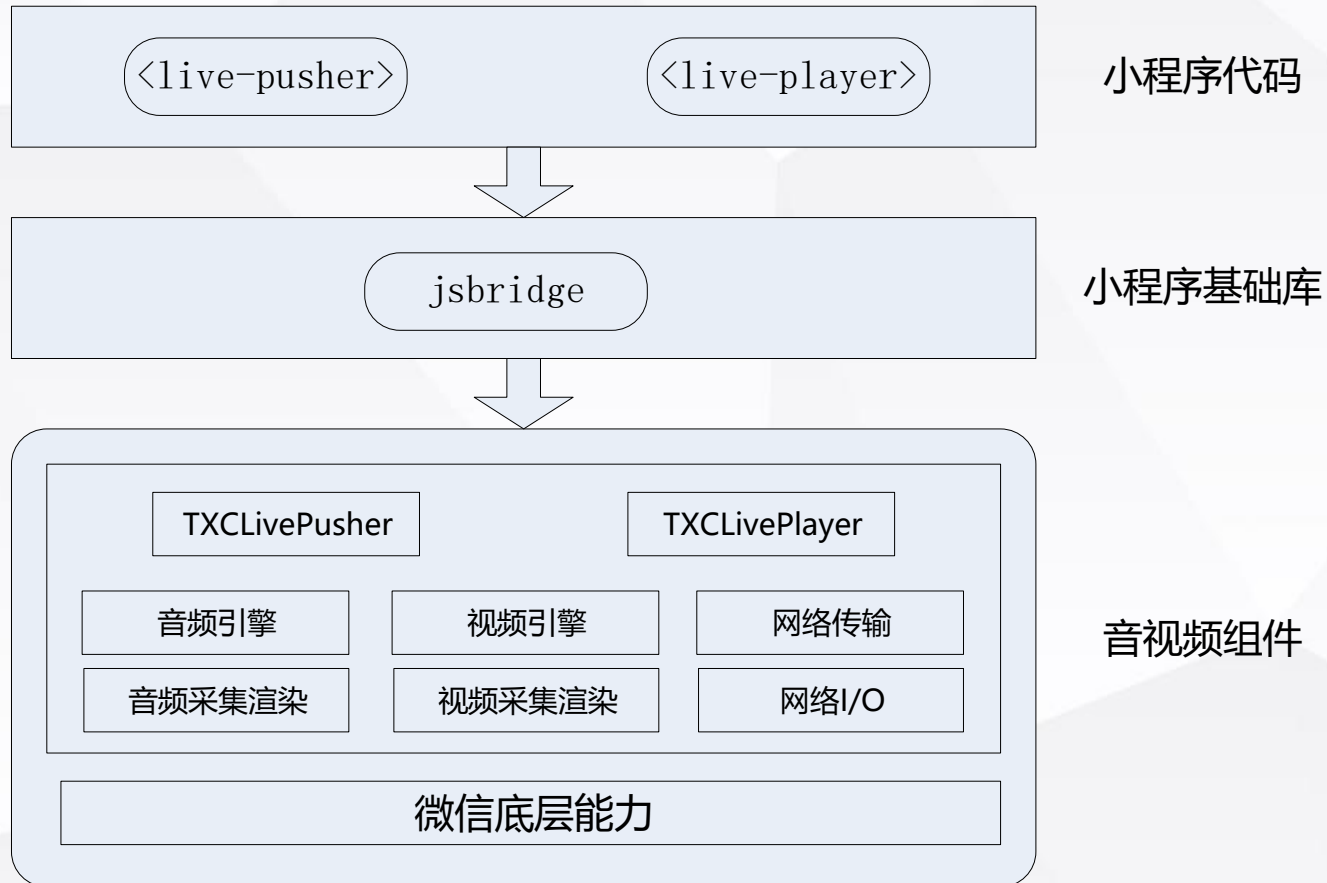 <live-pusher>
<live-player>
小程序代码
jsbridge
小程序基础库
TXCLivePusher
TXCLivePlayer
音频引擎
视频引擎
网络传输
音视频组件
音频采集渲染
视频采集渲染
网络I/O
微信底层能力